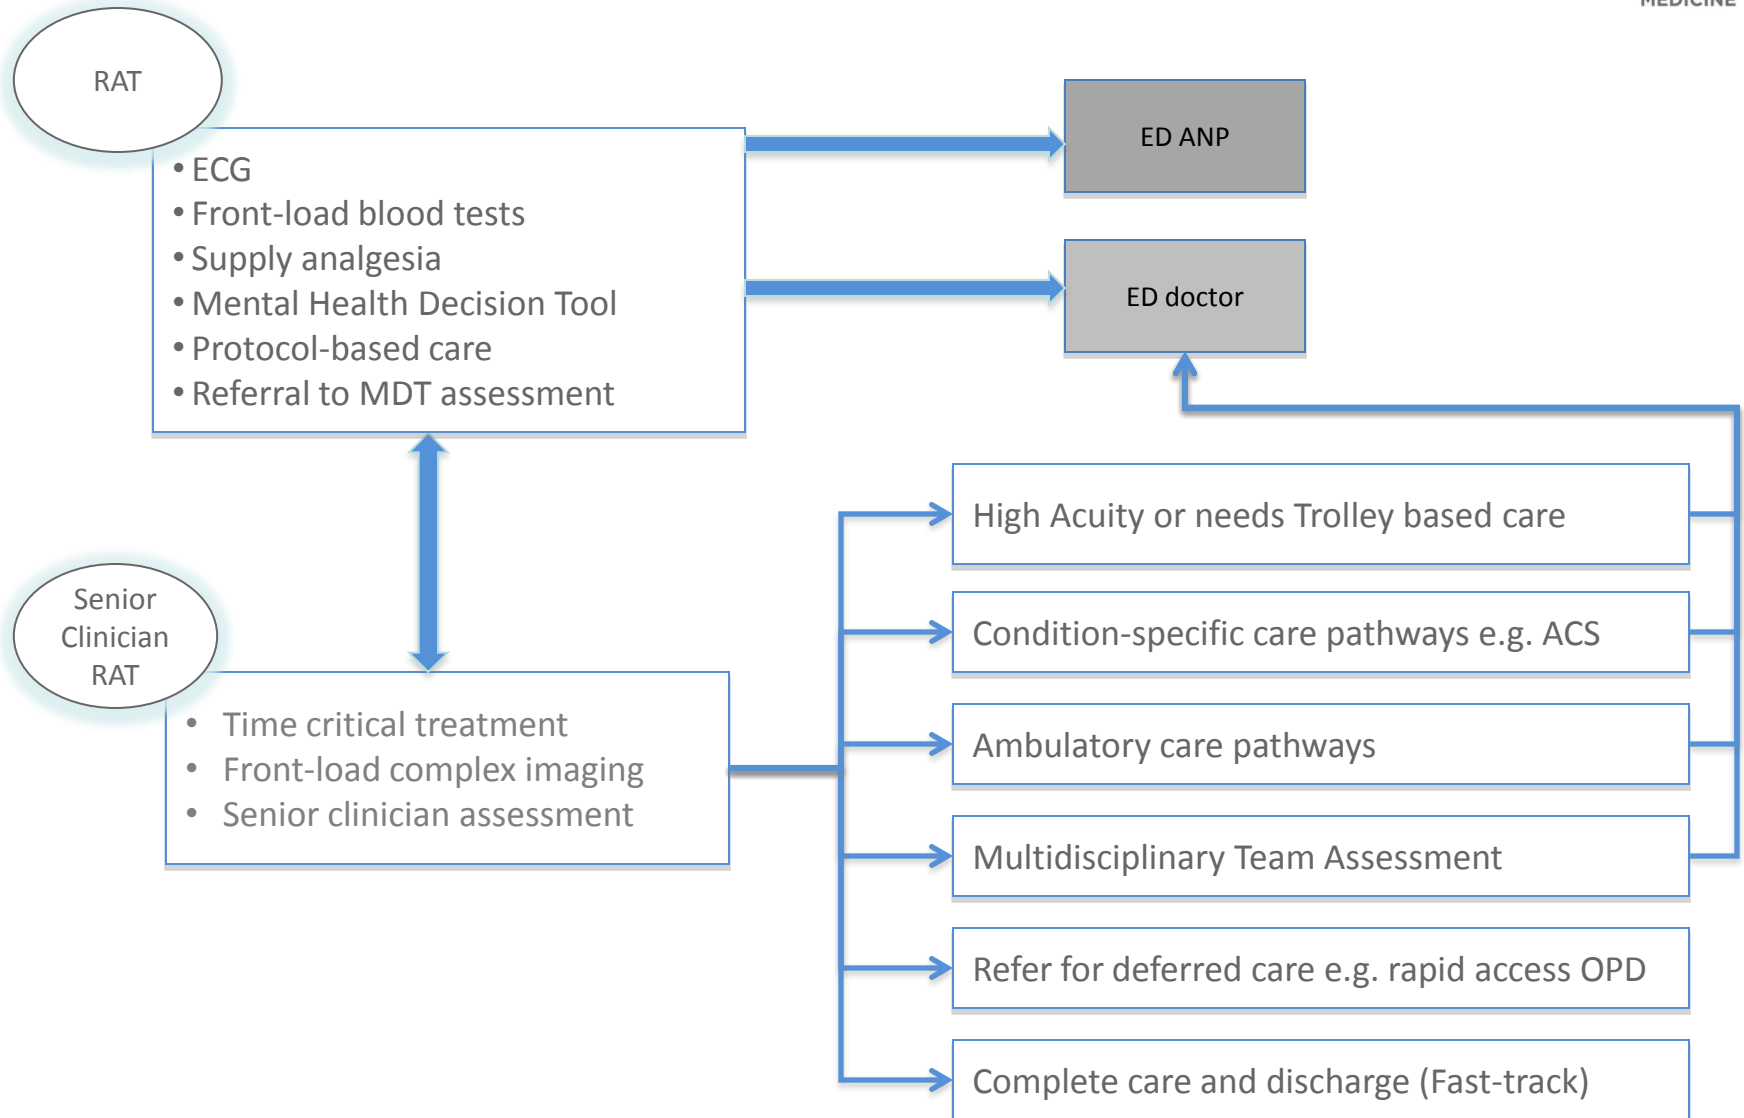 MEDICINE
RAT
• ECG
• Front-load blood tests
• Supply analgesia
• Mental Health Decision Tool
• Protocol-based care
• Referral to MDT assessment
ED ANP
ED doctor
Senior
Clinician
RAT
• Time critical treatment
• Front-load complex imaging
• Senior clinician assessment
High Acuity or needs Trolley based care
Condition-specific care pathways e.g. ACS
Ambulatory care pathways
Multidisciplinary Team Assessment
Refer for deferred care e.g. rapid access OPD
Complete care and discharge (Fast-track)